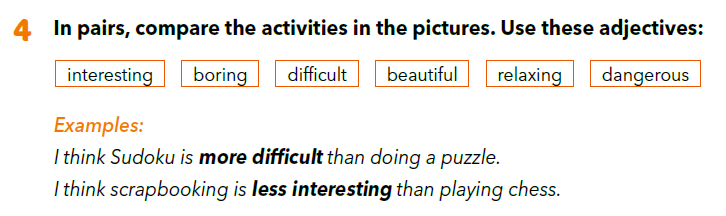 4 In pairs, compare the activities in the pictures. Use these adjectives:
interesting boring difficult beautiful relaxing dangerous
Examples:
I think Sudoku is more difficult than doing a puzzle.
I think scrapbooking is less interesting than playing chess.